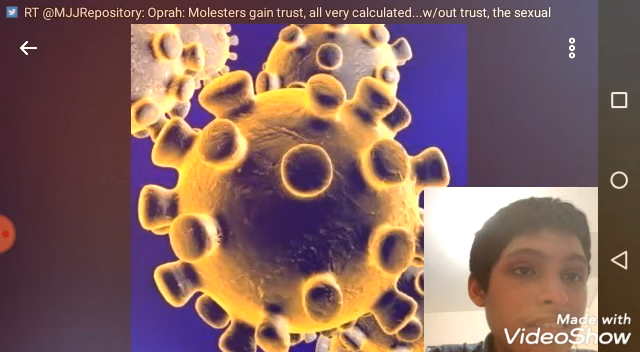 RT @MJJRepository: Oprah: Molesters gain trust, all very calculated...w/out trust, the sexual
Made with
VideoShow